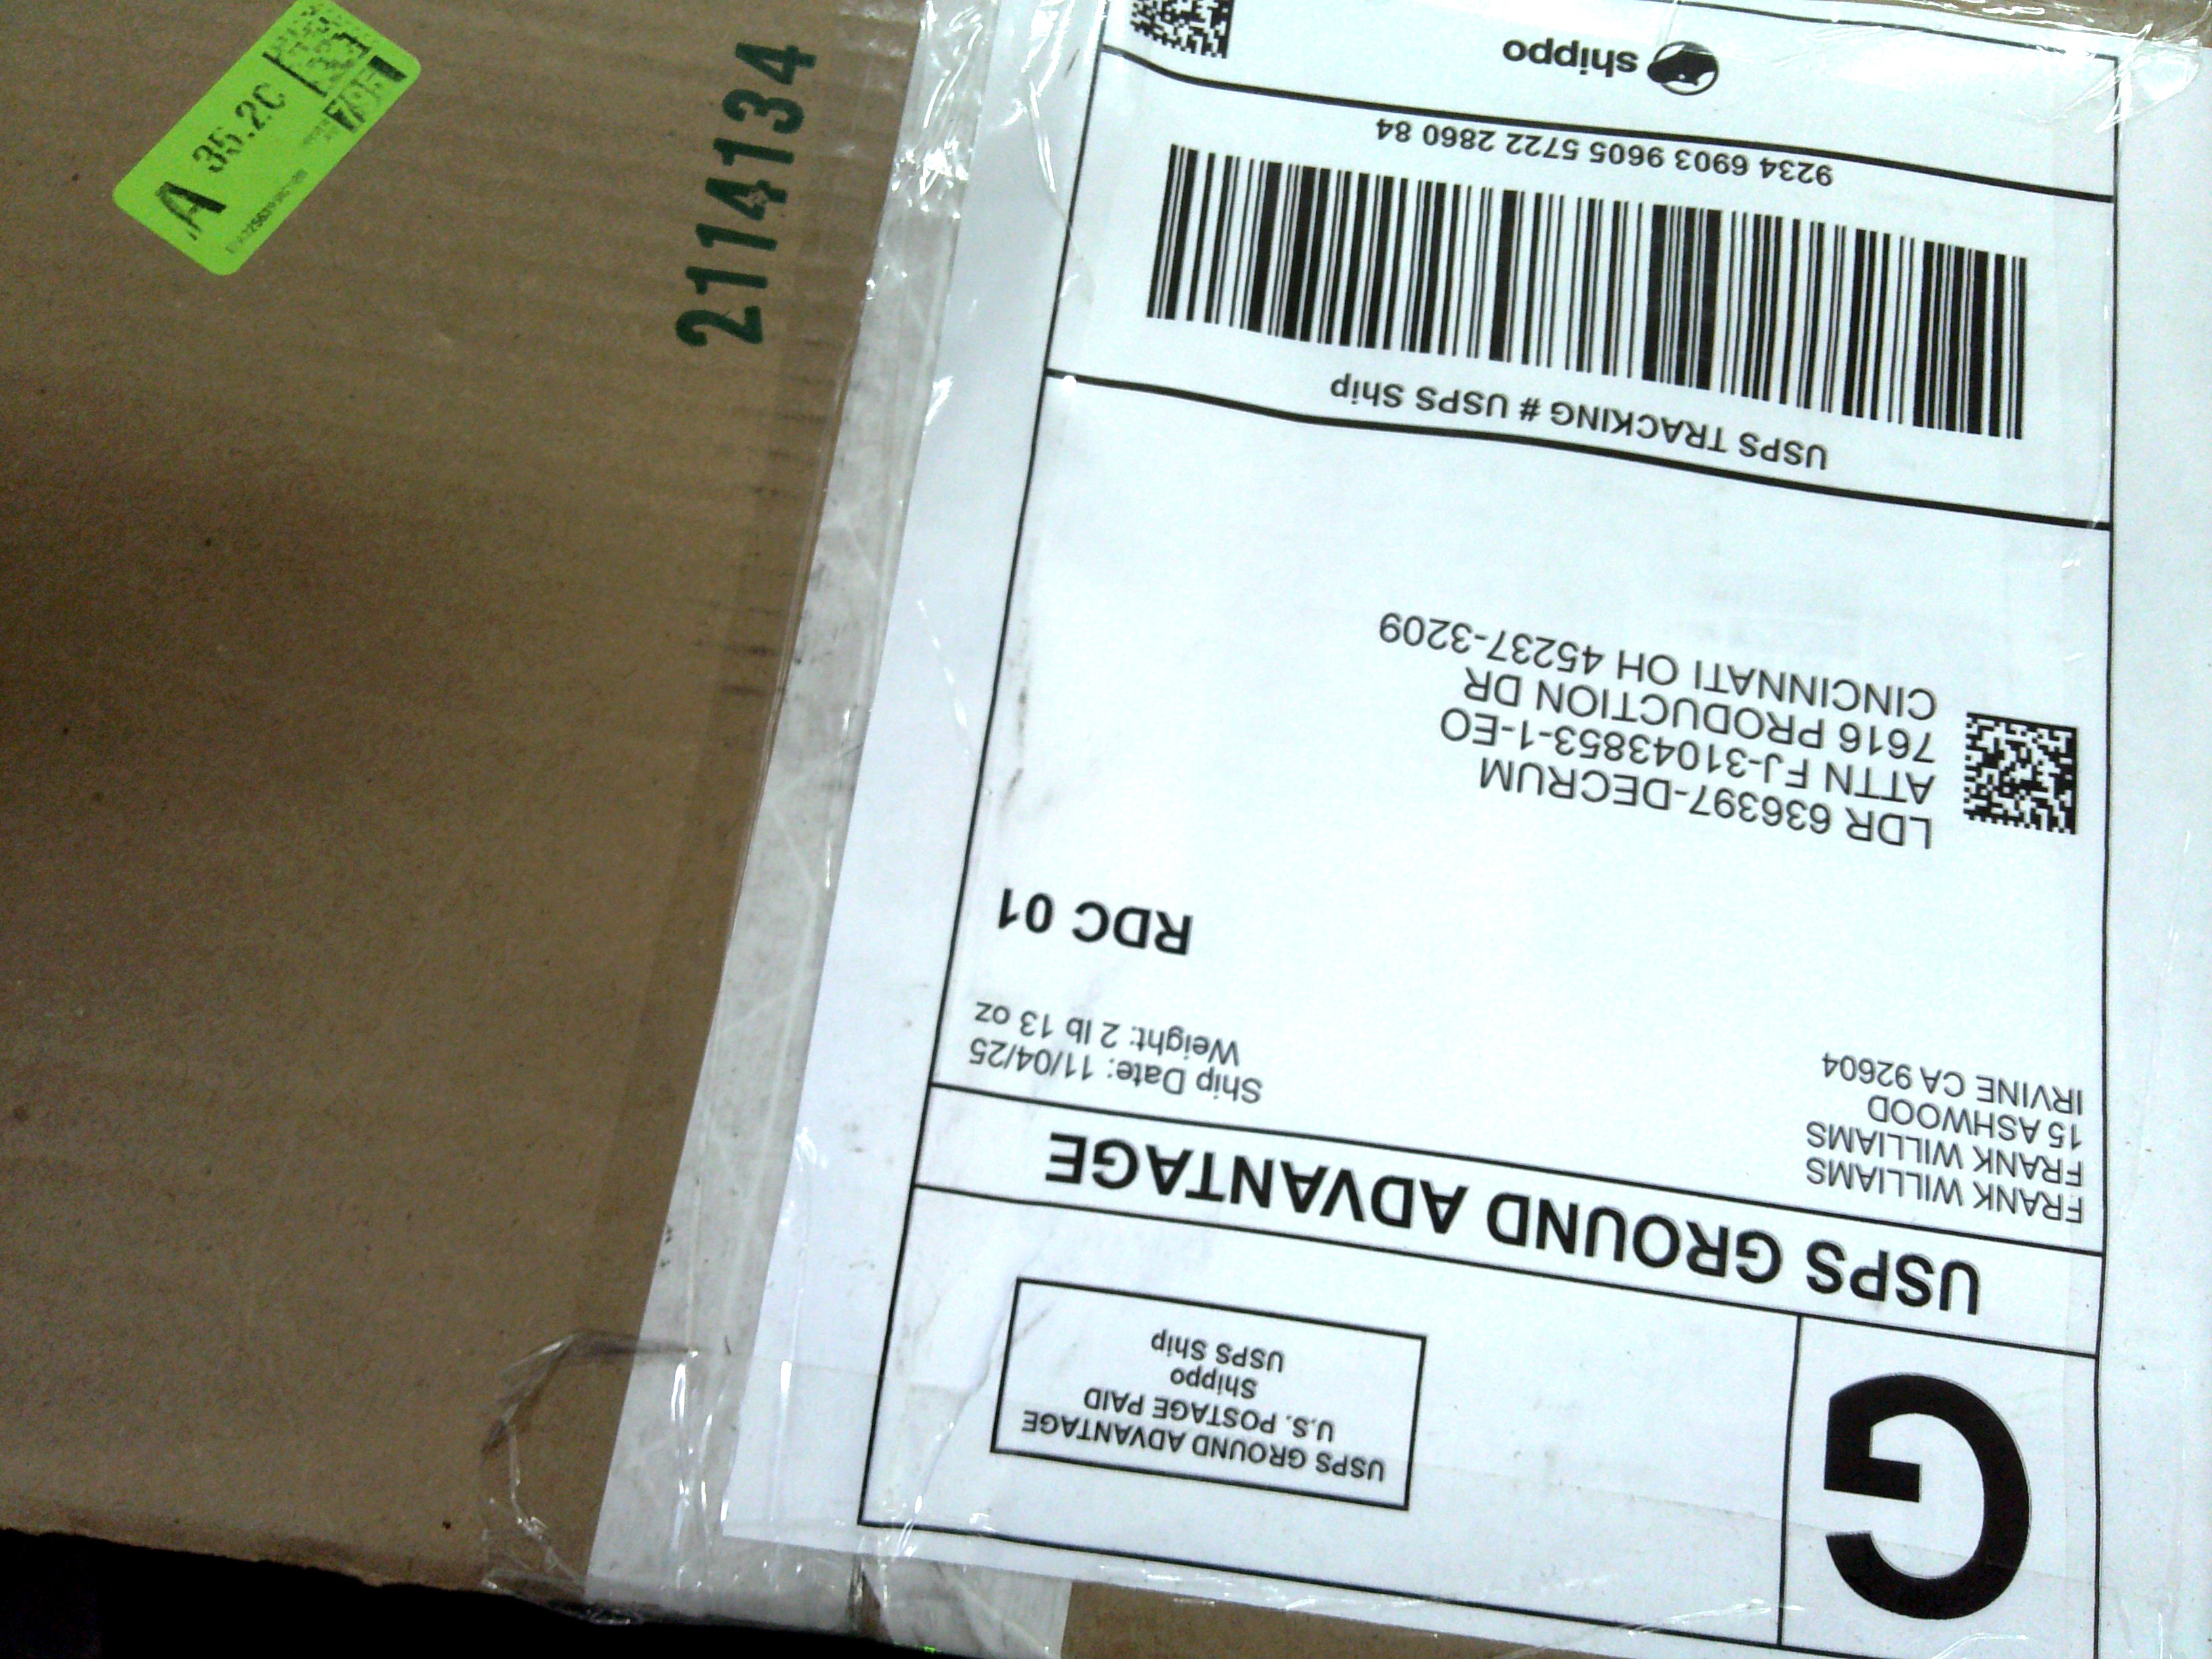 G
USPS GROUND ADVANTAGE
U.S. POSTAGE PAID
Shippo
USPS Ship
USPS GROUND ADVANTAGE
FRANK WILLIAMS
FRANK WILLIAMS
15 ASHWOOD
IRVINE CA 92604
Ship Date: 11/04/25
Weight: 2 lb 13 oz
RDC 01
LDR 636397-DECRUM
ATTN FJ-31043853-1-EO
7616 PRODUCTION DR
CINCINNATI OH 45237-3209
USPS TRACKING # USPS Ship
9234 6903 9605 5722 2860 84
shippo
2114134
A 35.2C